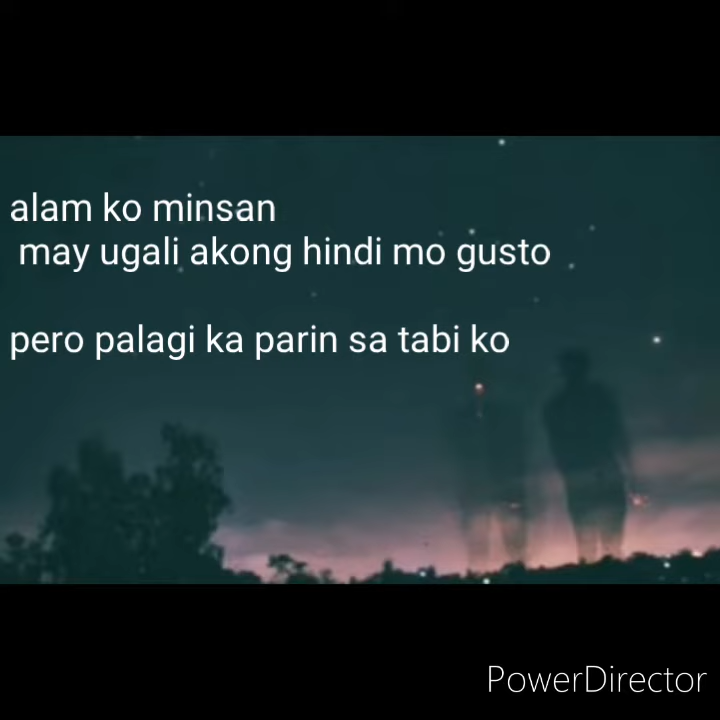 alam ko minsan
may ugali akong hindi mo gusto
pero palagi ka parin sa tabi ko
PowerDirector